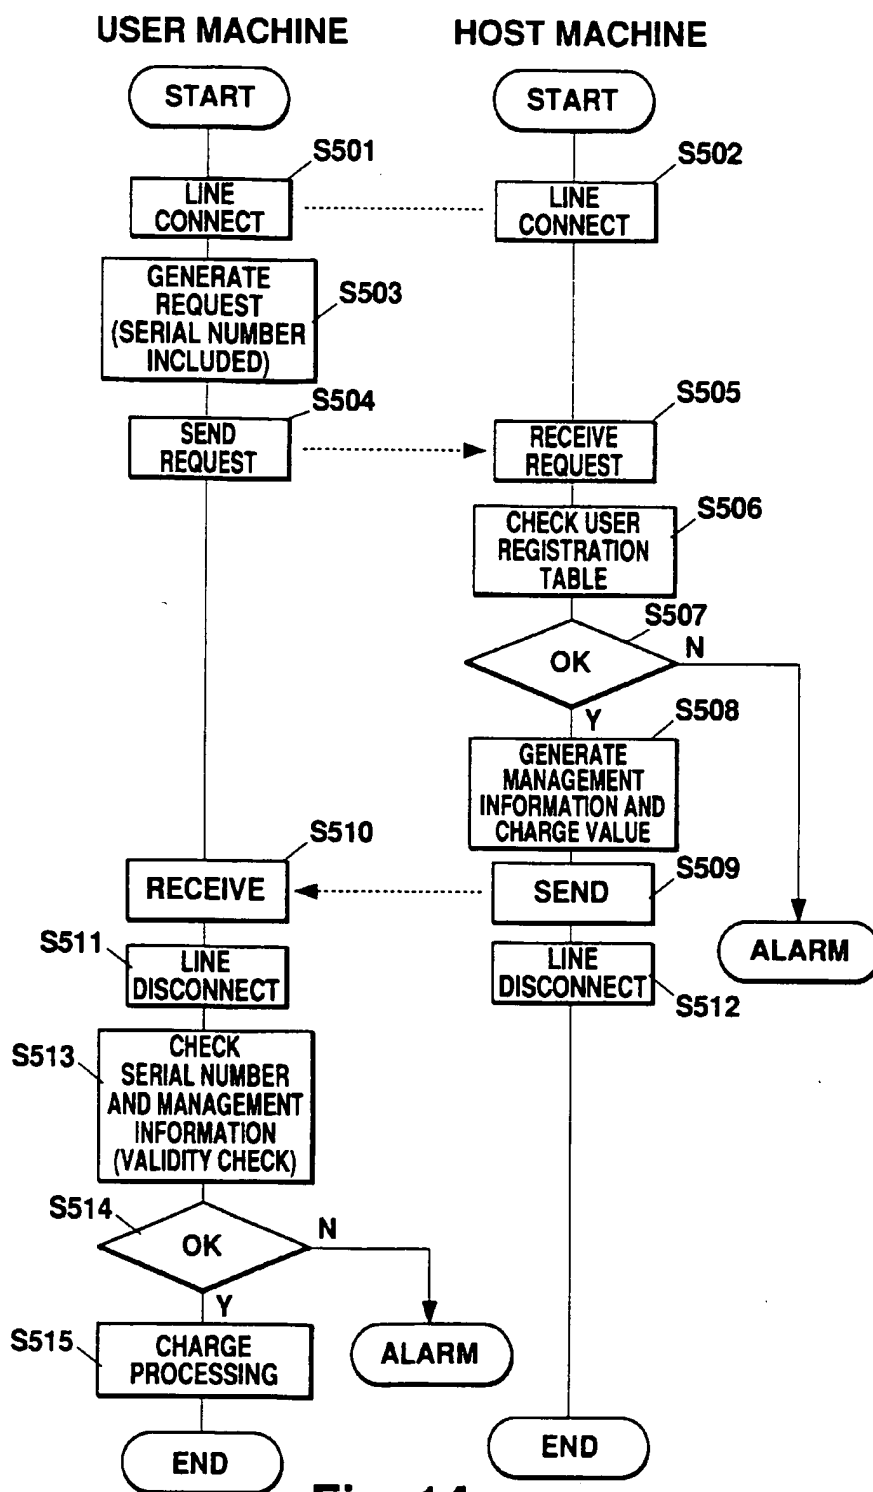 USER MACHINE
HOST MACHINE
START
START
S501
S502
LINE
CONNECT
LINE
CONNECT
GENERATE
REQUEST
(SERIAL NUMBER
INCLUDED)
S503
S504
S505
SEND
REQUEST
RECEIVE
REQUEST
S506
CHECK USER
REGISTRATION
TABLE
S507
OK
N
Y
S508
GENERATE
MANAGEMENT
INFORMATION AND
CHARGE VALUE
S510
S509
RECEIVE
SEND
S511
LINE
DISCONNECT
LINE
DISCONNECT
S512
ALARM
S513
CHECK
SERIAL NUMBER
AND MANAGEMENT
INFORMATION
(VALIDITY CHECK)
S514
OK
N
Y
S515
CHARGE
PROCESSING
ALARM
END
END